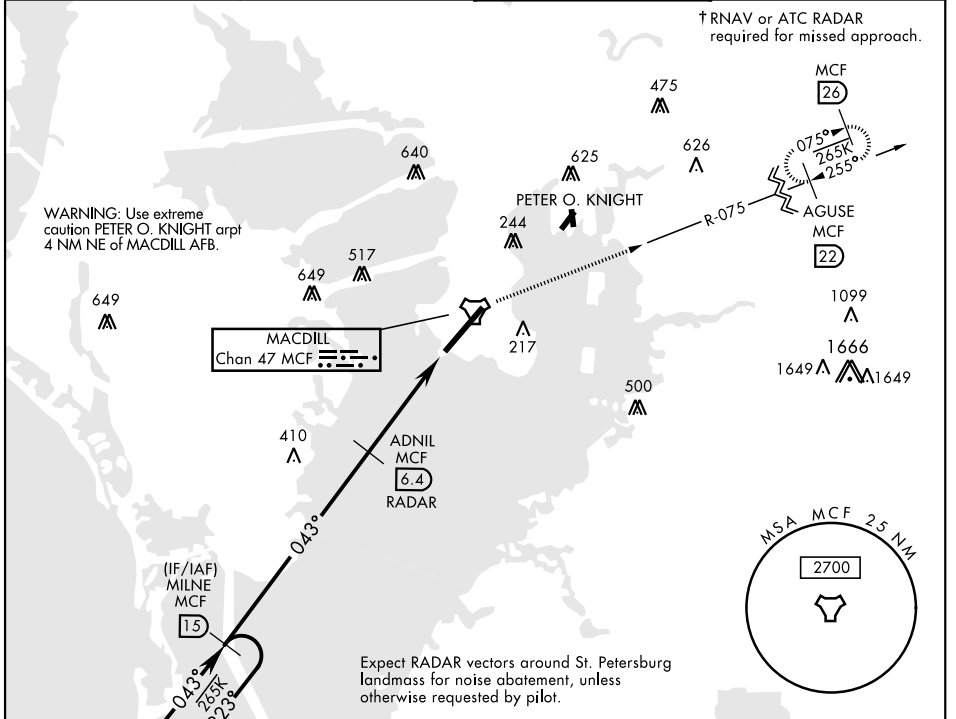 † RNAV or ATC RADAR
required for missed approach.
MCF
26
475
075°
265K
255°
626
640
625
PETER O. KNIGHT
R-075
AGUSE
MCF
22
WARNING: Use extreme
caution PETER O. KNIGHT arpt
4 NM NE of MACDILL AFB.
244
517
649
649
1099
MACDILL
Chan 47 MCF
217
1666
1649
1649
500
410
ADNIL
MCF
6.4
RADAR
043°
MSA MCF 25 NM
2700
(IF/IAF)
MILNE
MCF
15
Expect RADAR vectors around St. Petersburg
landmass for noise abatement, unless
otherwise requested by pilot.
043°
265K
223°